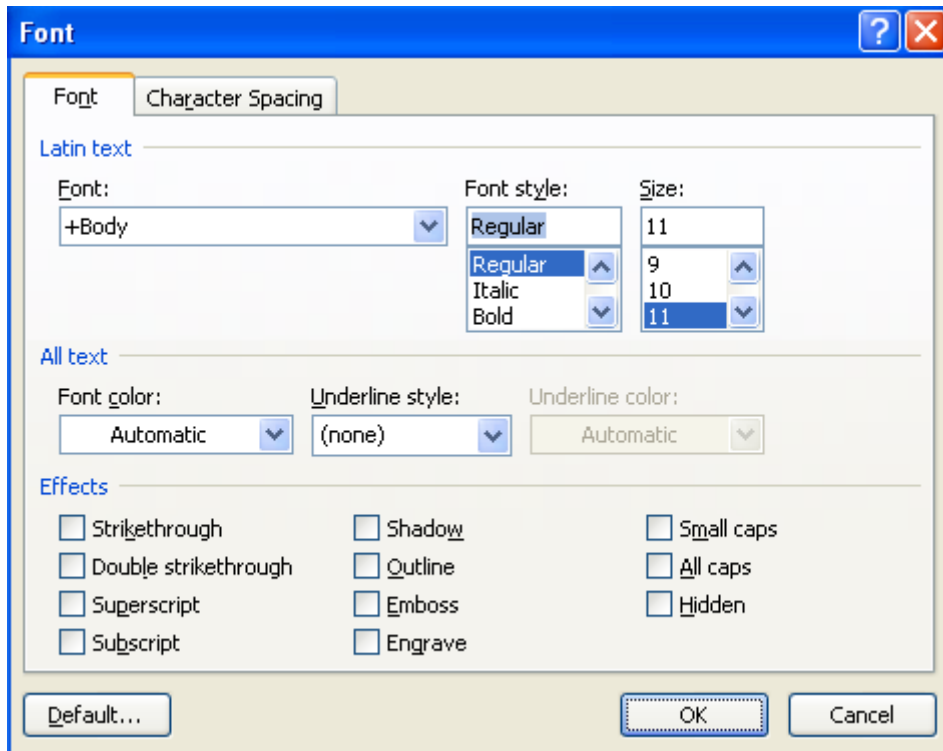 Font
Font Character Spacing
Latin text
Font: Font style: Size:
+Body Regular 11
Regular 9
Italic 10
Bold 11
All text
Font color: Underline style: Underline color:
Automatic (none) Automatic
Effects
Strikethrough Shadow Small caps
Double strikethrough Outline All caps
Superscript Emboss Hidden
Subscript Engrave
Default... OK Cancel